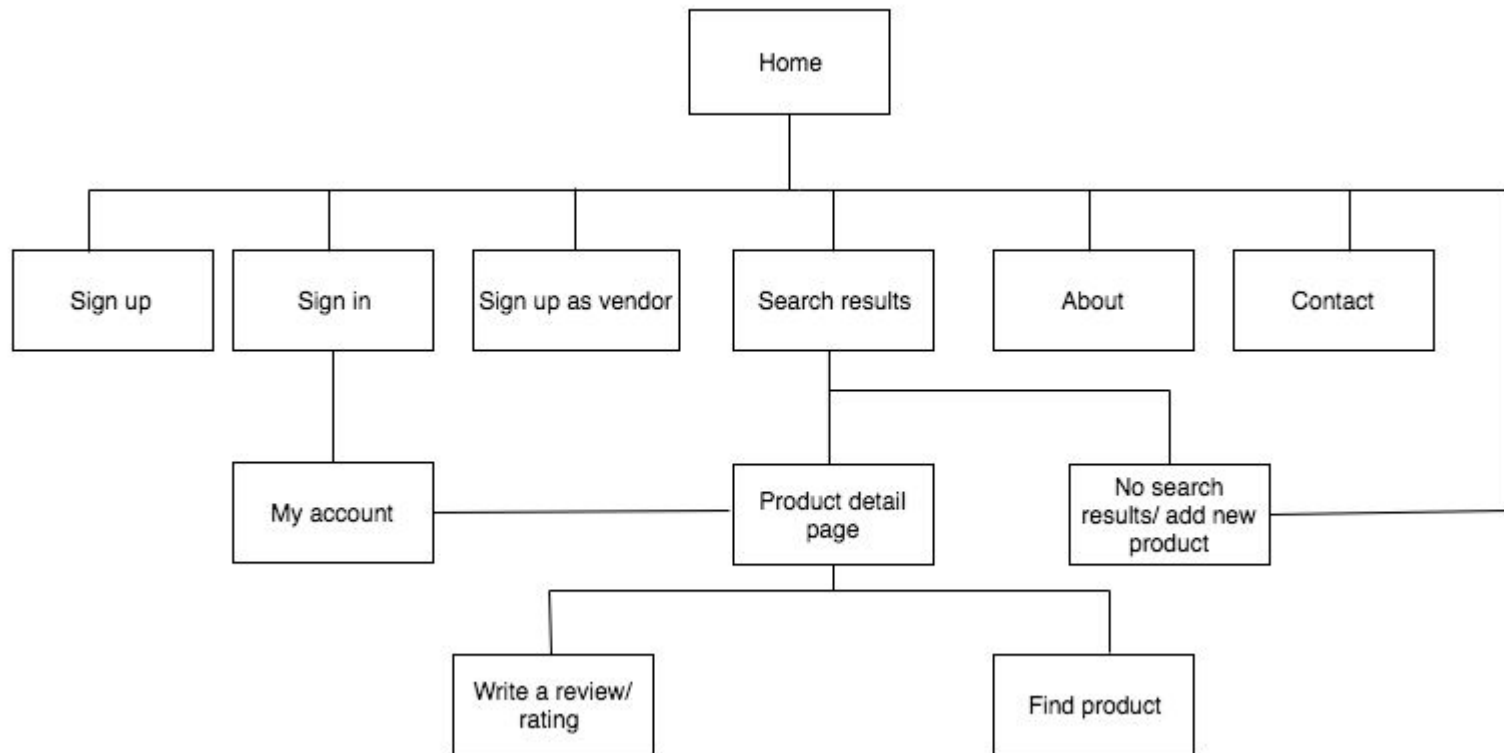 Home
Sign up
Sign in
Sign up as vendor
Search results
About
Contact
My account
Product detail
page
No search
results/ add new
product
Write a review/
rating
Find product